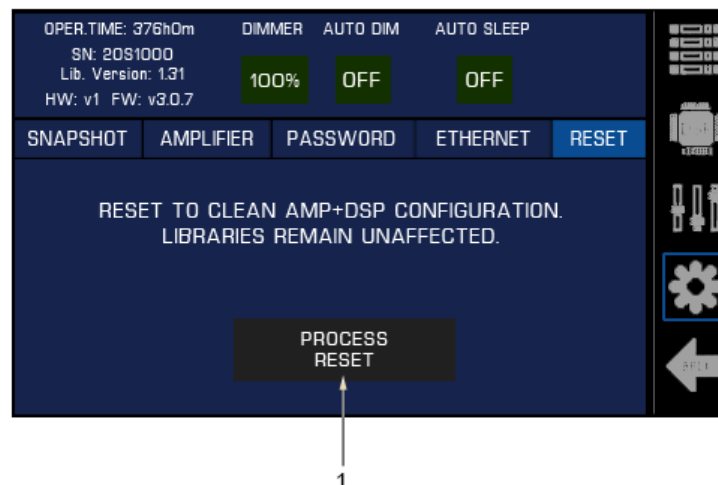 OPER.TIME: 376h0m
SN: 20S1000
Lib. Version: 1.31
HW: v1 FW: v3.0.7
DIMMER AUTO DIM AUTO SLEEP
100% OFF OFF
SNAPSHOT AMPLIFIER PASSWORD ETHERNET RESET
RESET TO CLEAN AMP+DSP CONFIGURATION.
LIBRARIES REMAIN UNAFFECTED.
PROCESS
RESET
1